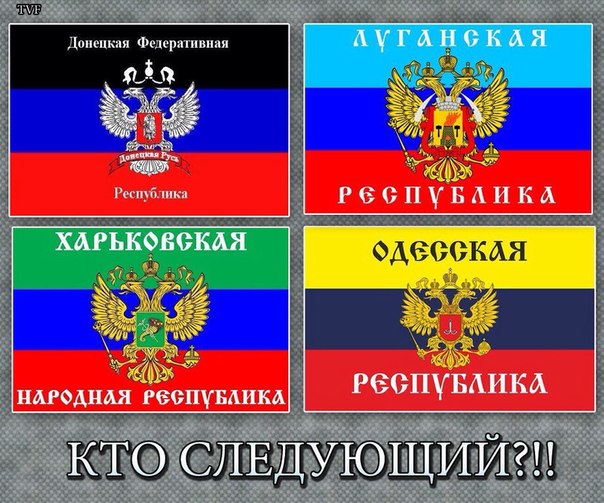 TVF
Донецкая Федеративная
Донецкая Русь
Республика
ЛУГАНСКАЯ
РЕСПУБЛИКА
ХАРЬКОВСКАЯ
НАРОДНАЯ РЕСПУБЛИКА
ОДЕССКАЯ
РЕСПУБЛИКА
КТО СЛЕДУЮЩИЙ?!!